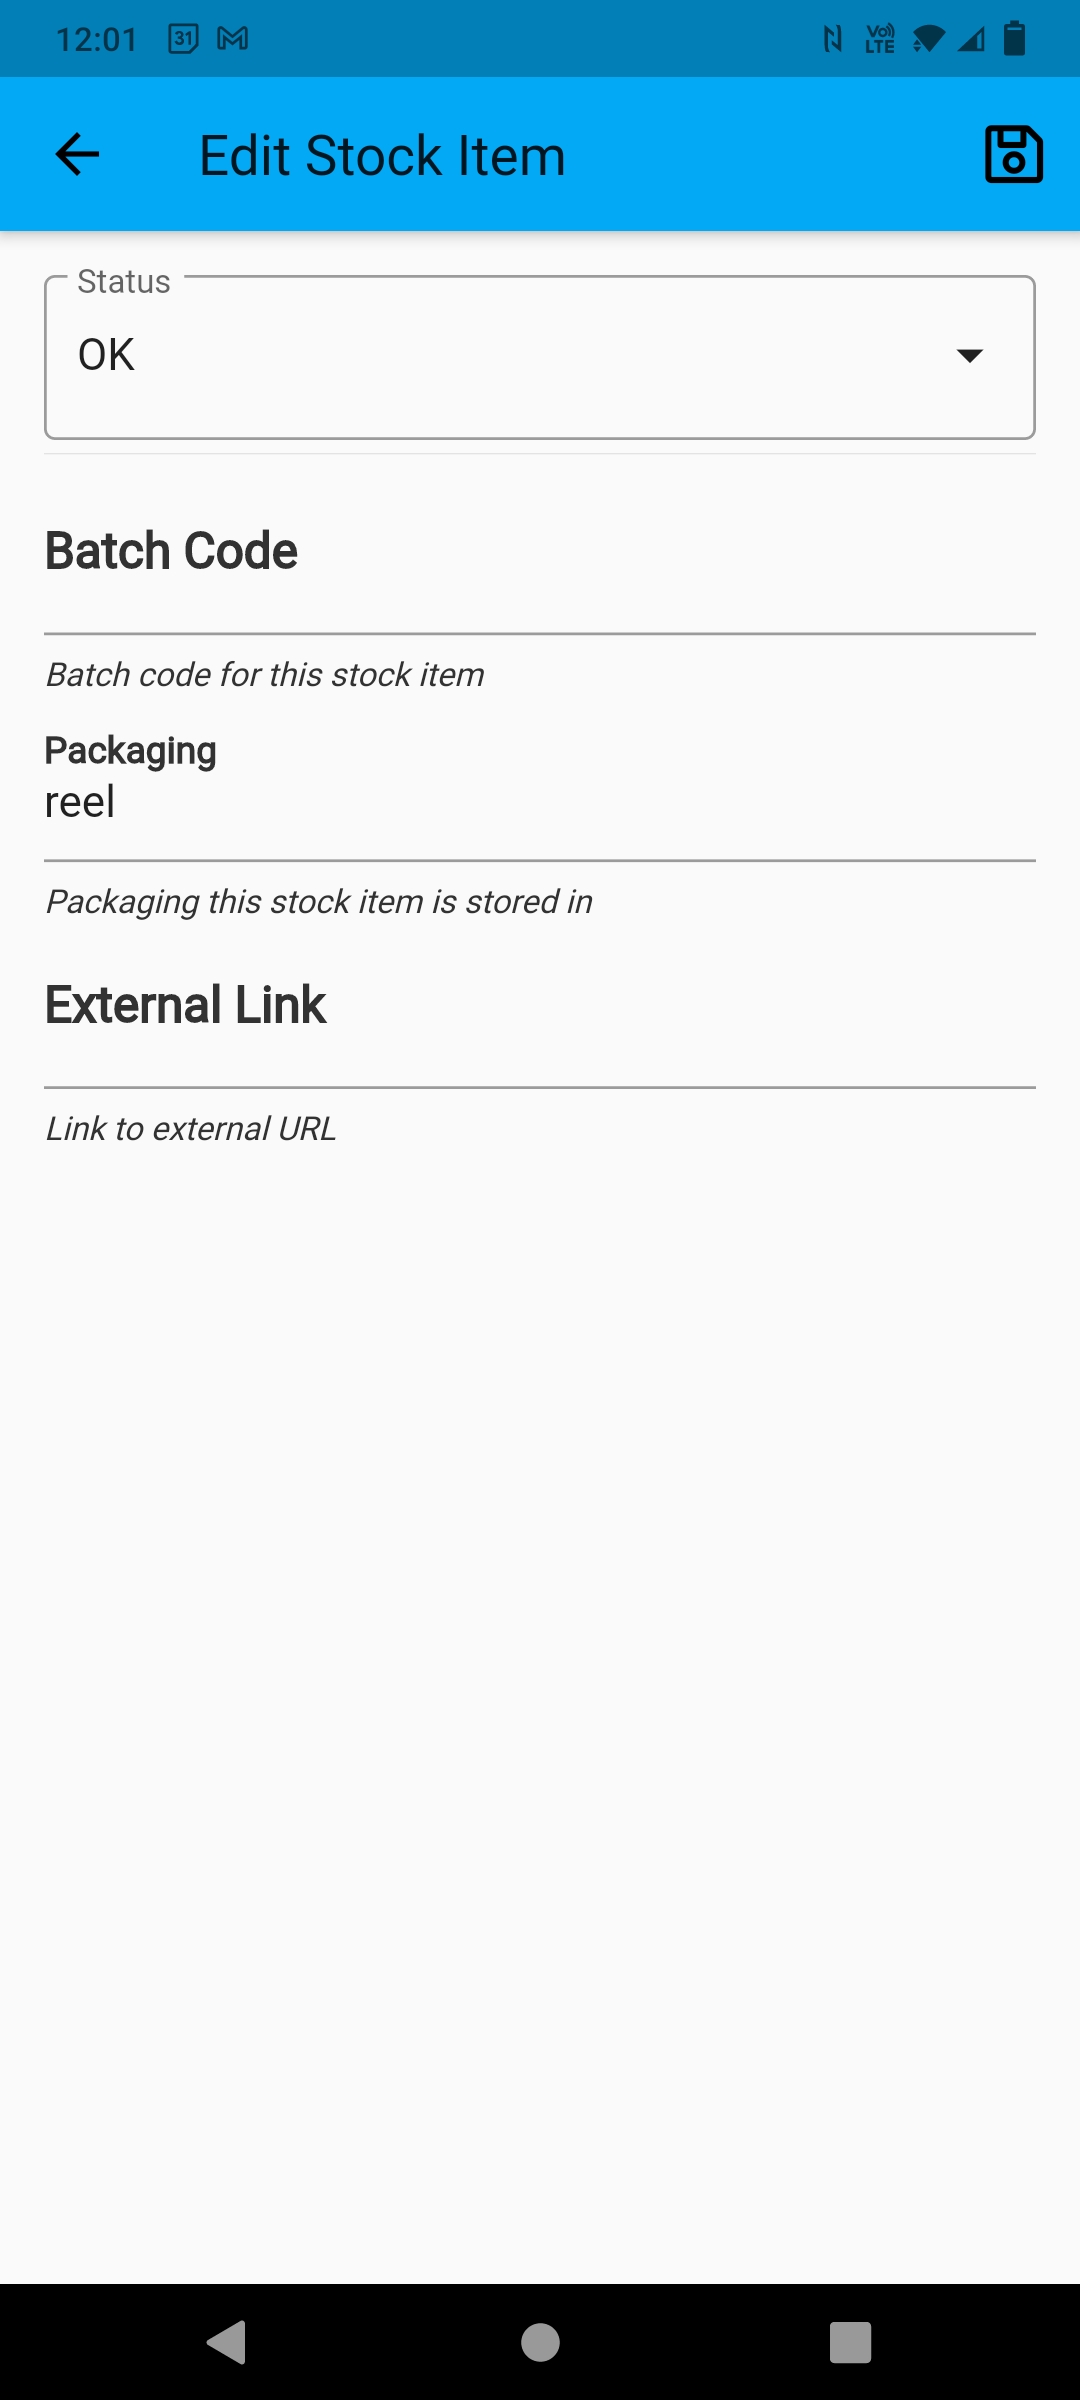 12:01 31 Vo)) LTE
Edit Stock Item
Status
OK
Batch Code
Batch code for this stock item
Packaging
reel
Packaging this stock item is stored in
External Link
Link to external URL